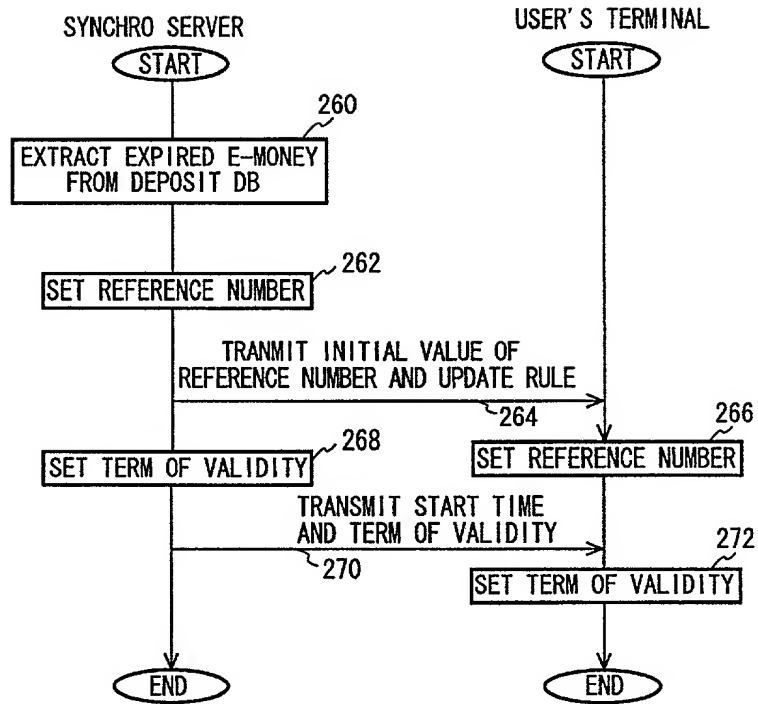 SYNCHRO SERVER
USER'S TERMINAL
START
START
260
EXTRACT EXPIRED E-MONEY
FROM DEPOSIT DB
262
SET REFERENCE NUMBER
TRANMIT INITIAL VALUE OF
REFERENCE NUMBER AND UPDATE RULE
264
266
SET REFERENCE NUMBER
268
SET TERM OF VALIDITY
TRANSMIT START TIME
AND TERM OF VALIDITY
270
272
SET TERM OF VALIDITY
END
END